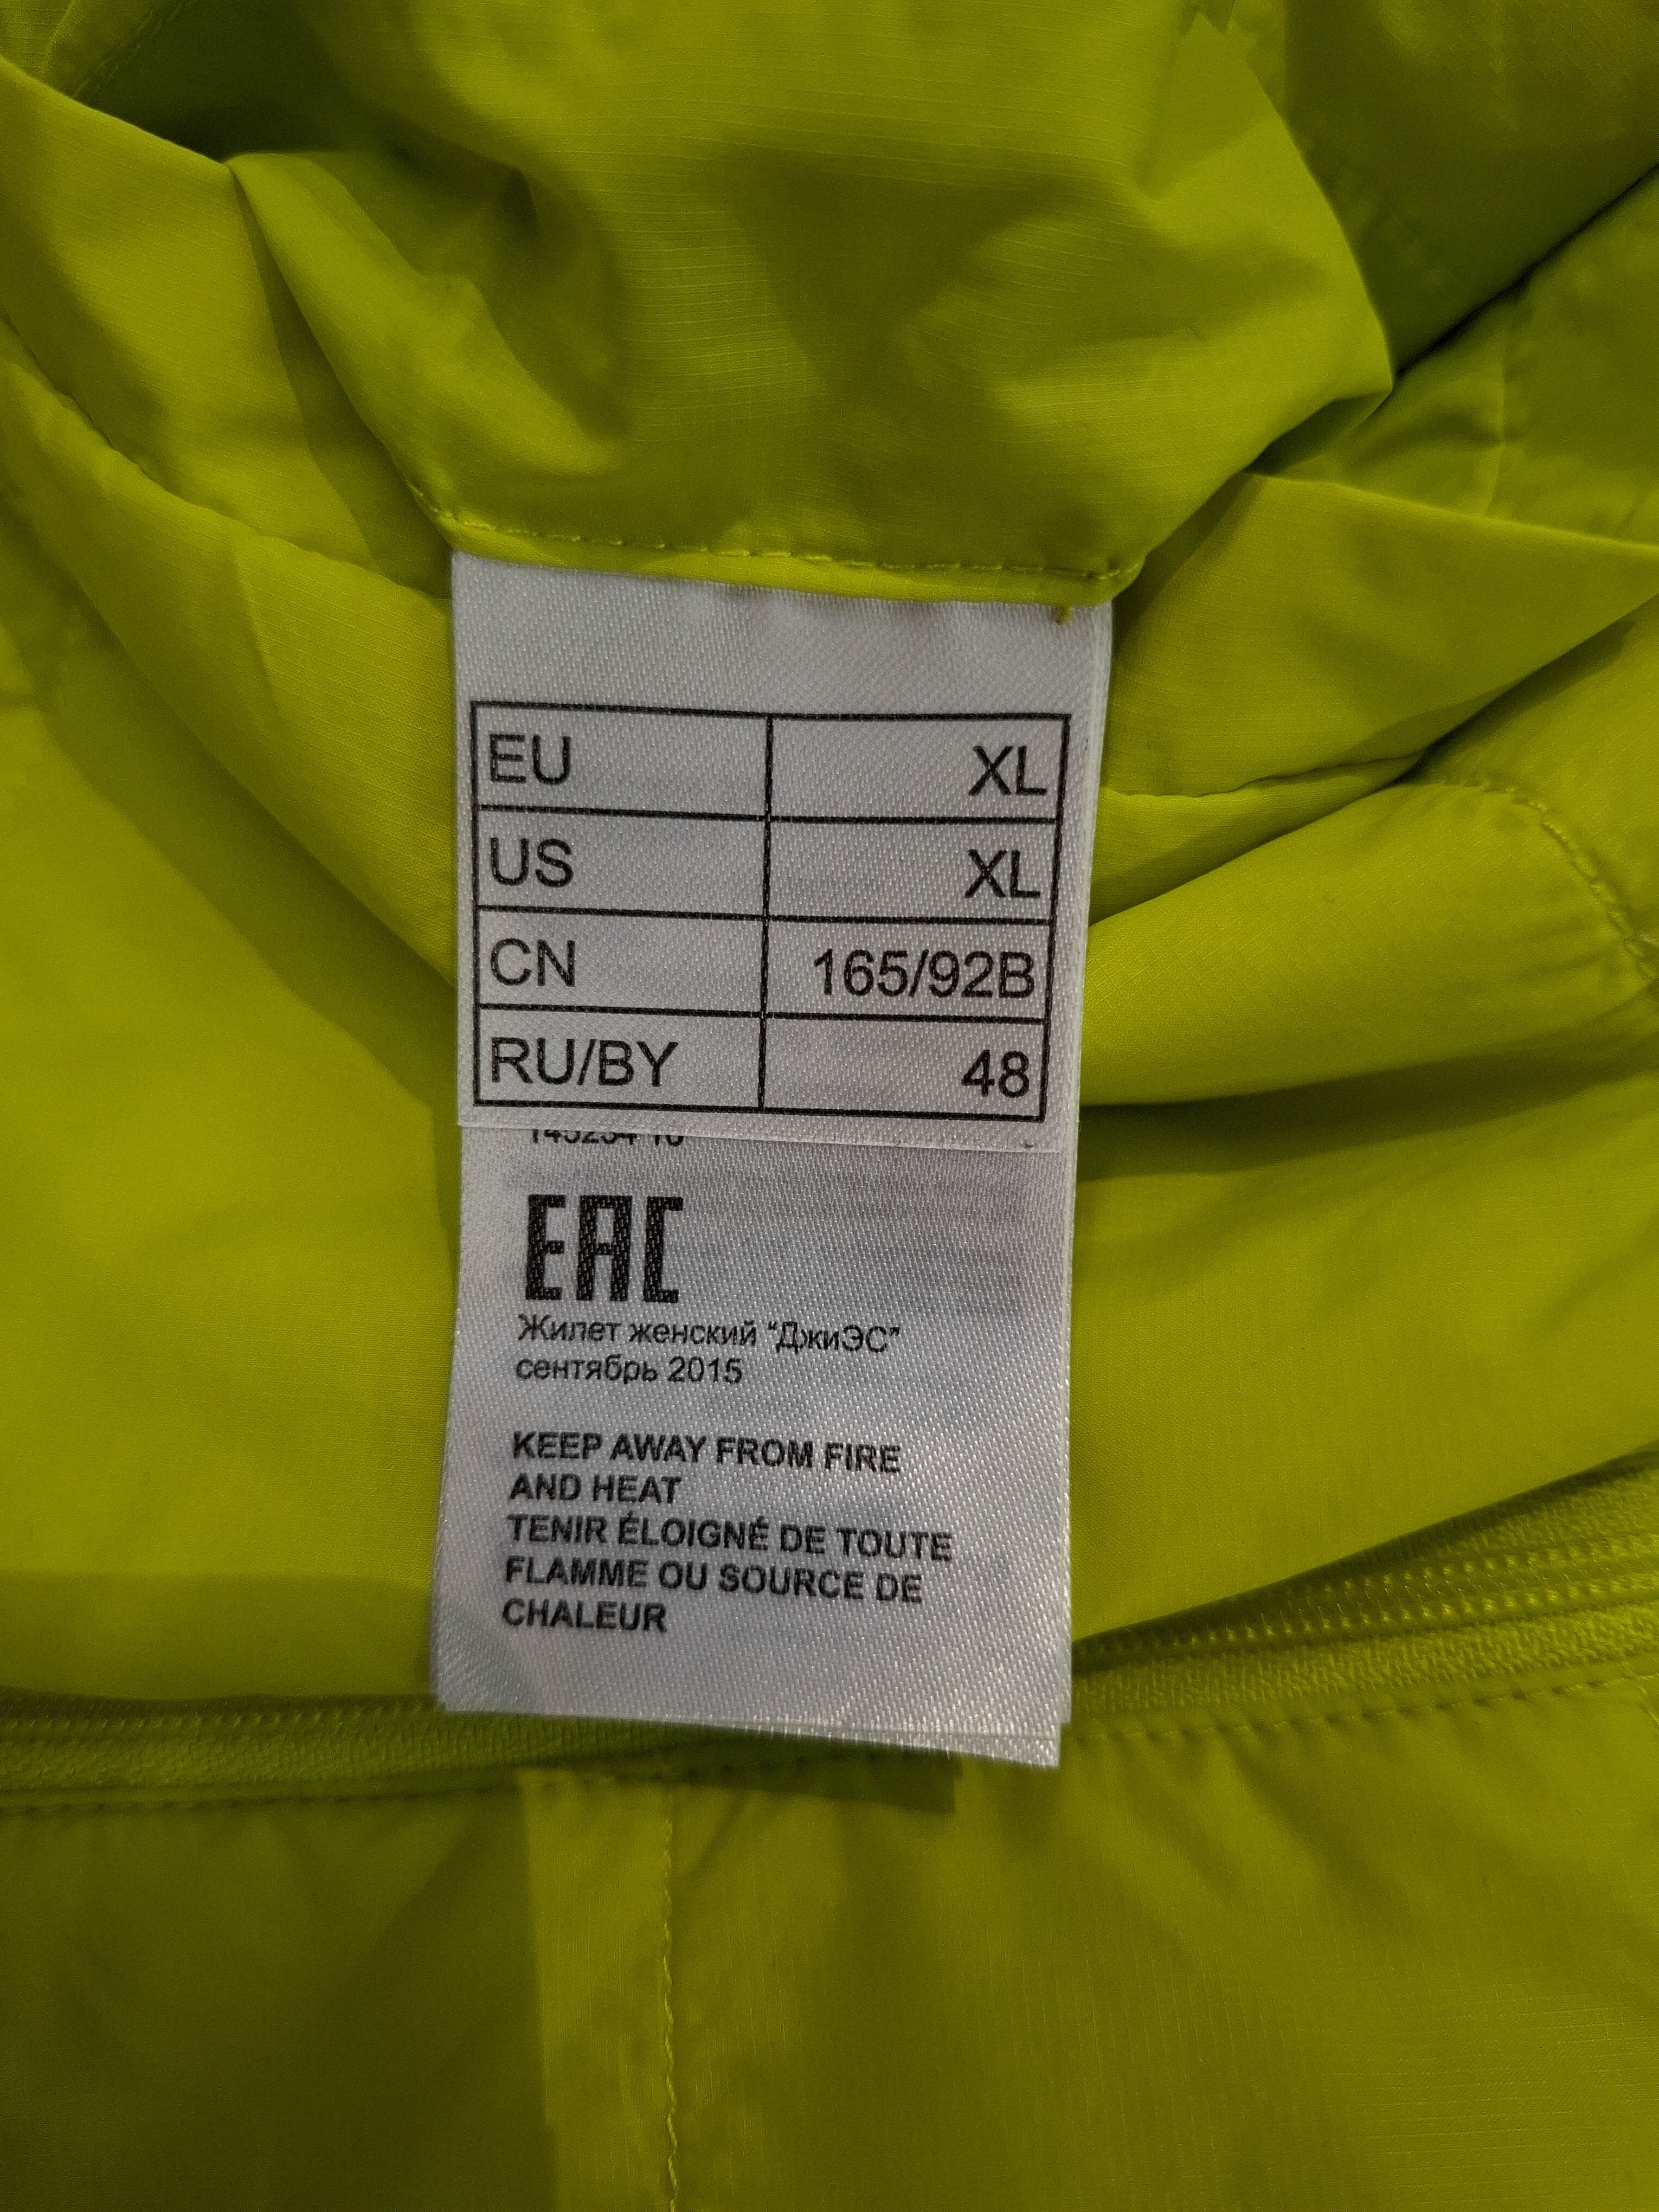 EU XL
US XL
CN 165/92B
RU/BY 48
EAC
Жилет женский "ДжиЭС"
сентябрь 2015
KEEP AWAY FROM FIRE
AND HEAT
TENIR ÉLOIGNÉ DE TOUTE
FLAMME OU SOURCE DE
CHALEUR